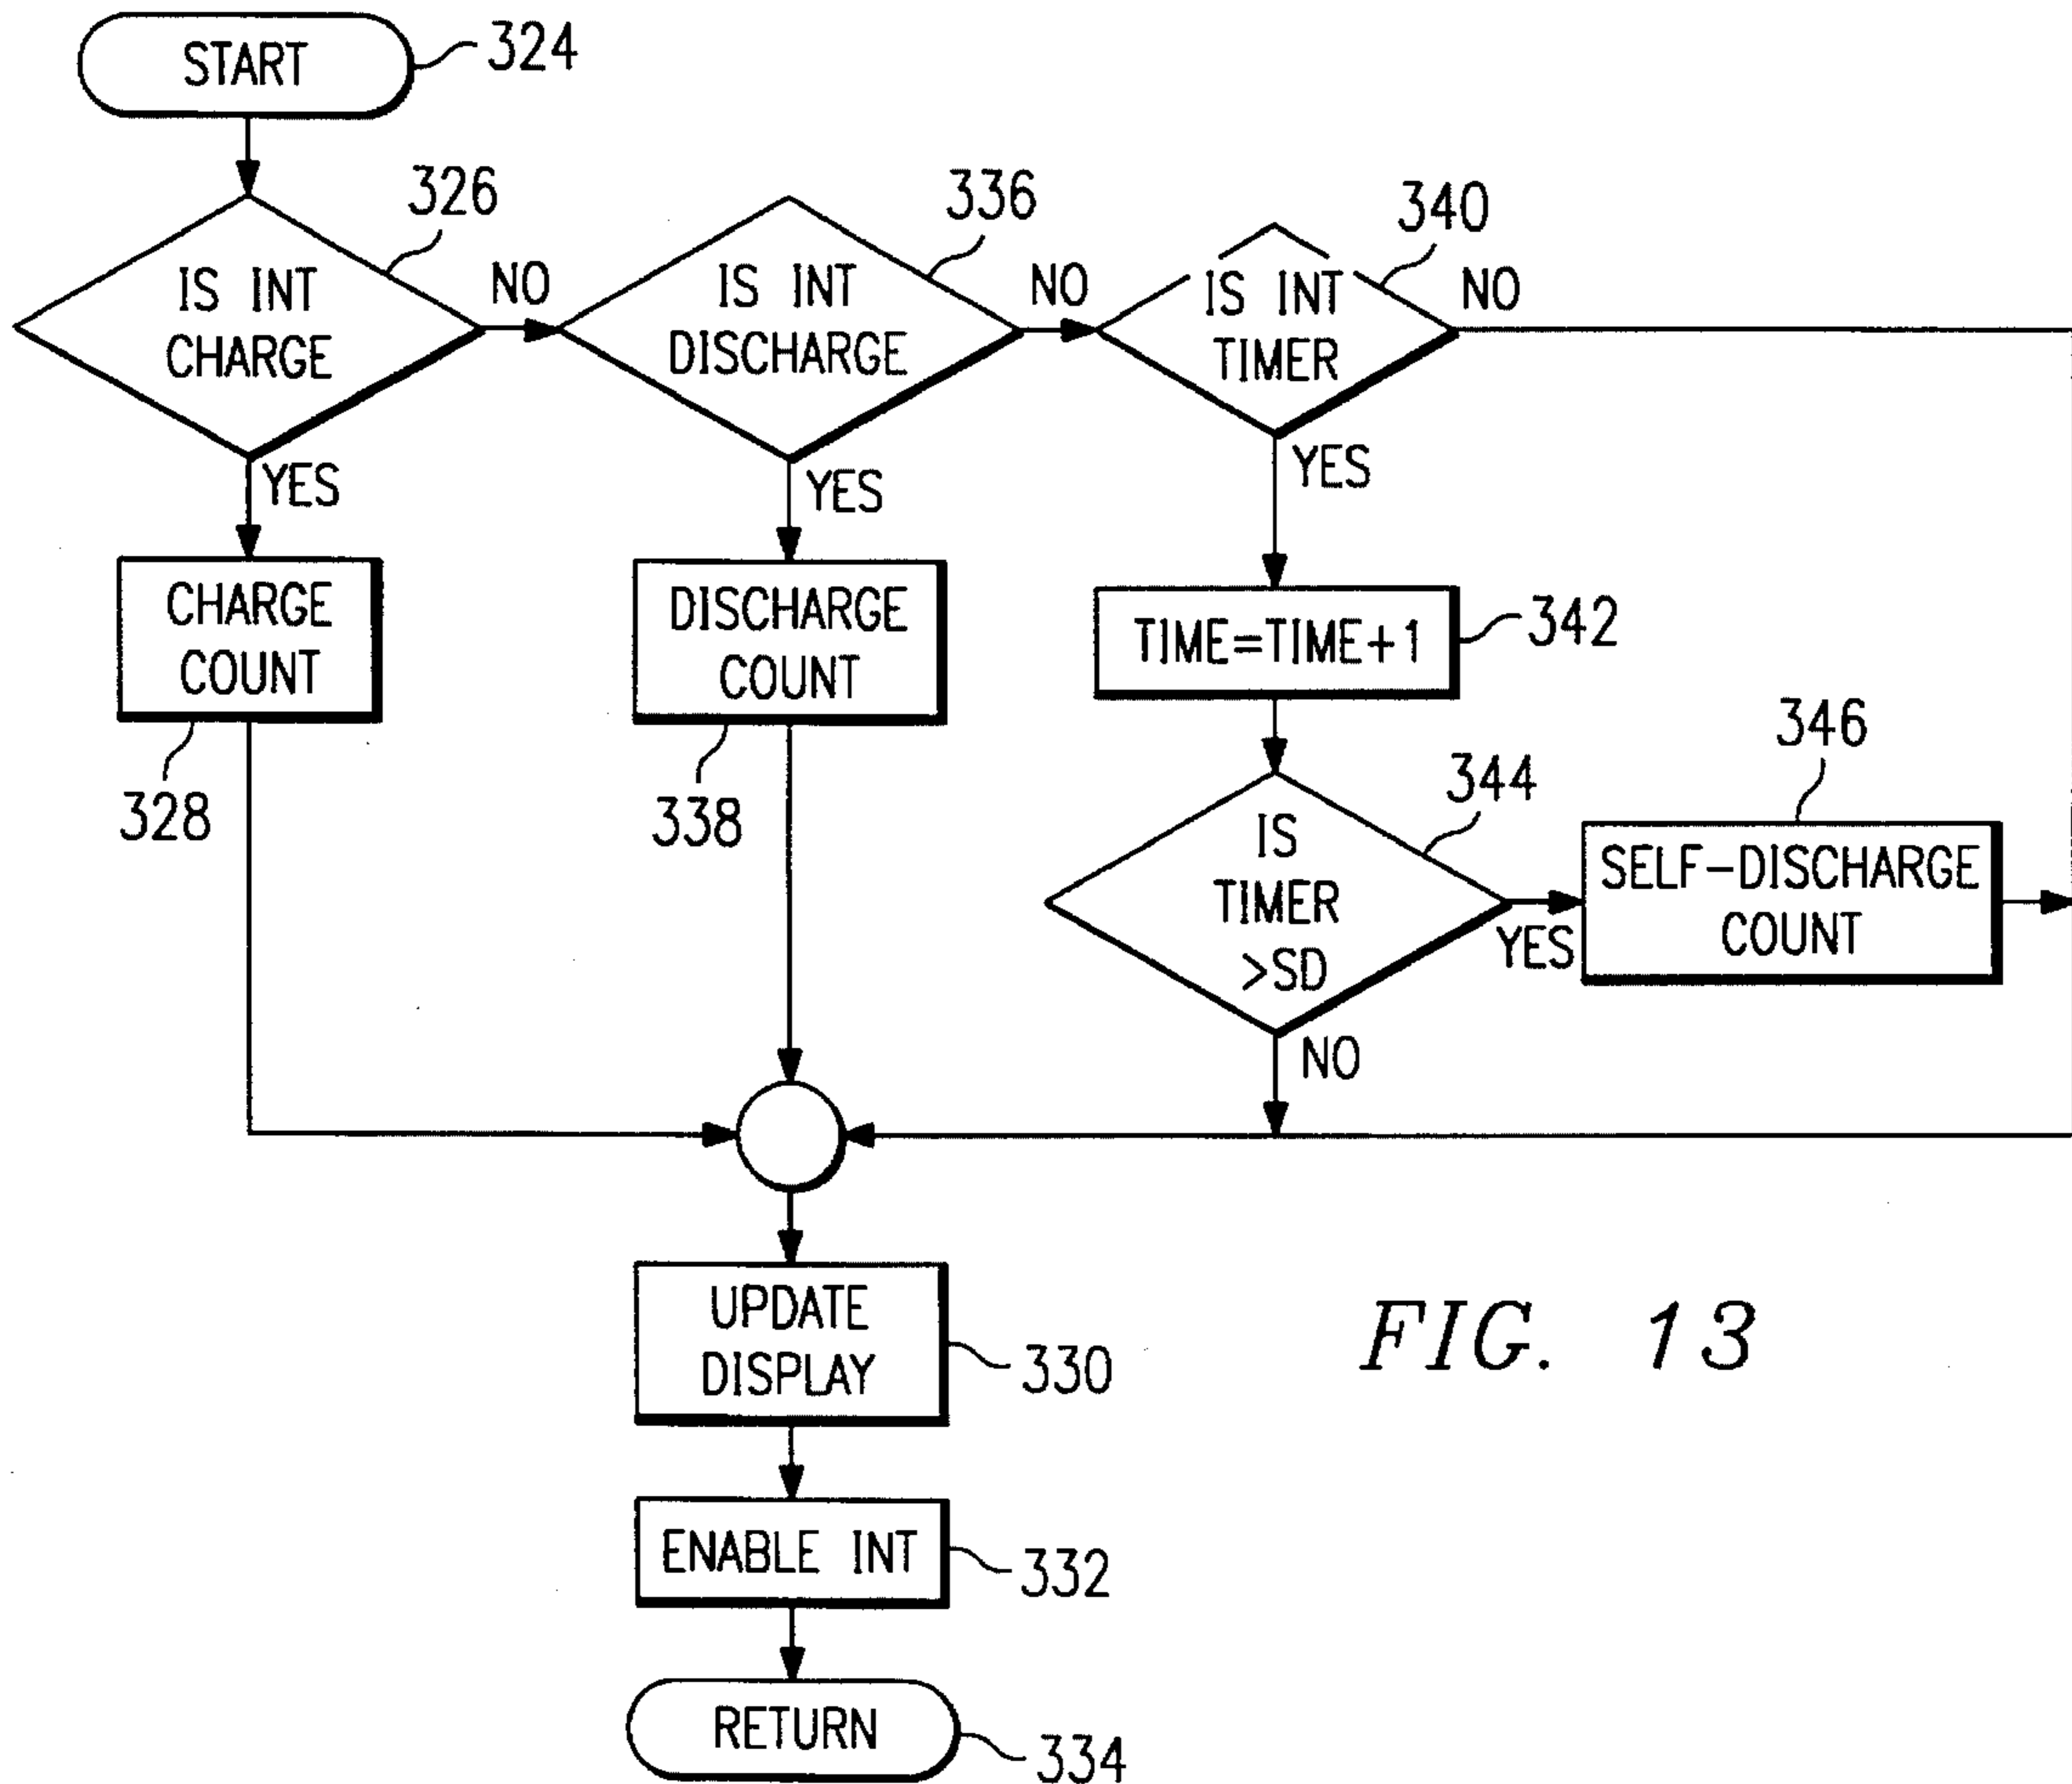 START
324
326
IS INT
CHARGE
NO
336
IS INT
DISCHARGE
NO
340
IS INT
TIMER
NO
YES
YES
YES
CHARGE
COUNT
328
DISCHARGE
COUNT
338
TIME=TIME+1
342
344
IS
TIMER
>SD
YES
NO
346
SELF-DISCHARGE
COUNT
UPDATE
DISPLAY
330
ENABLE INT
332
RETURN
334
FIG. 13